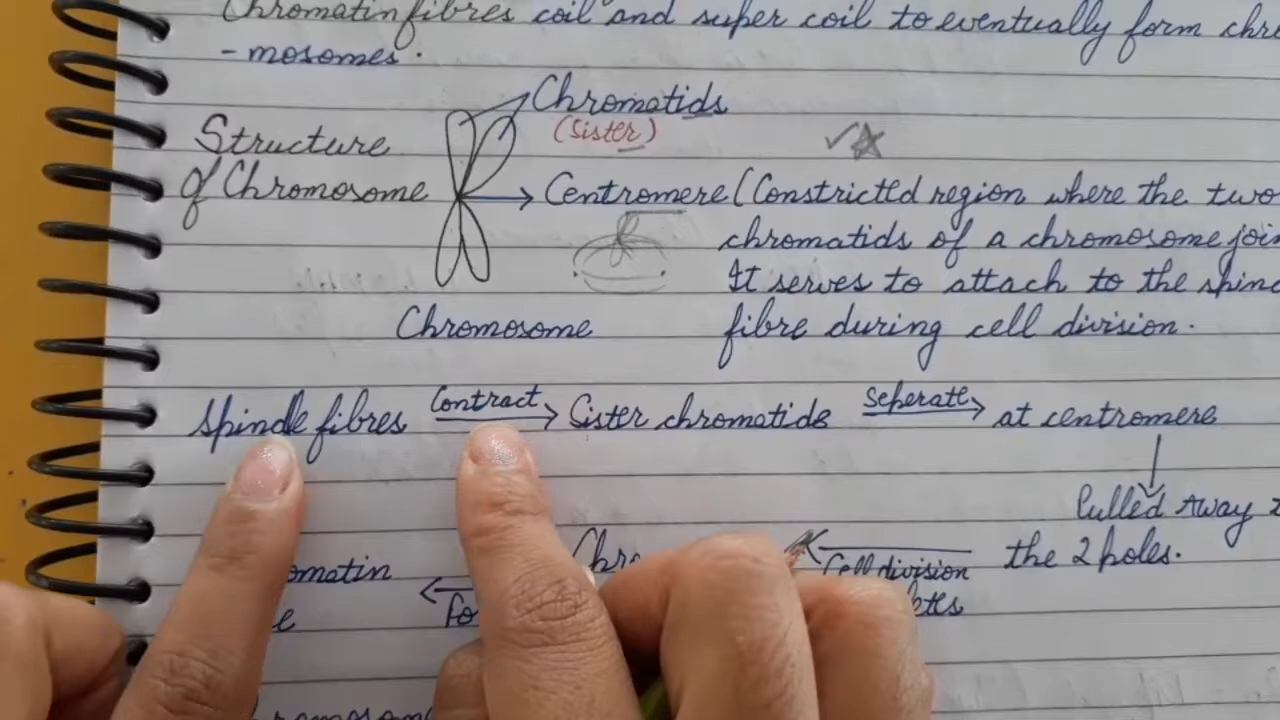 Chromatin fibres coil and super coil to eventually form chro
- mosomes.
Chromatids
(Sister)
Structure
of Chromosome
Centromere (Constricted region where the two
chromatids of a chromosome join
It serves to attach to the spind
fibre during cell division.
Chromosome
Spindle fibres Contract Sister chromatids Seperate at centromere
Pulled away
the 2 poles.
Cell division
omatin